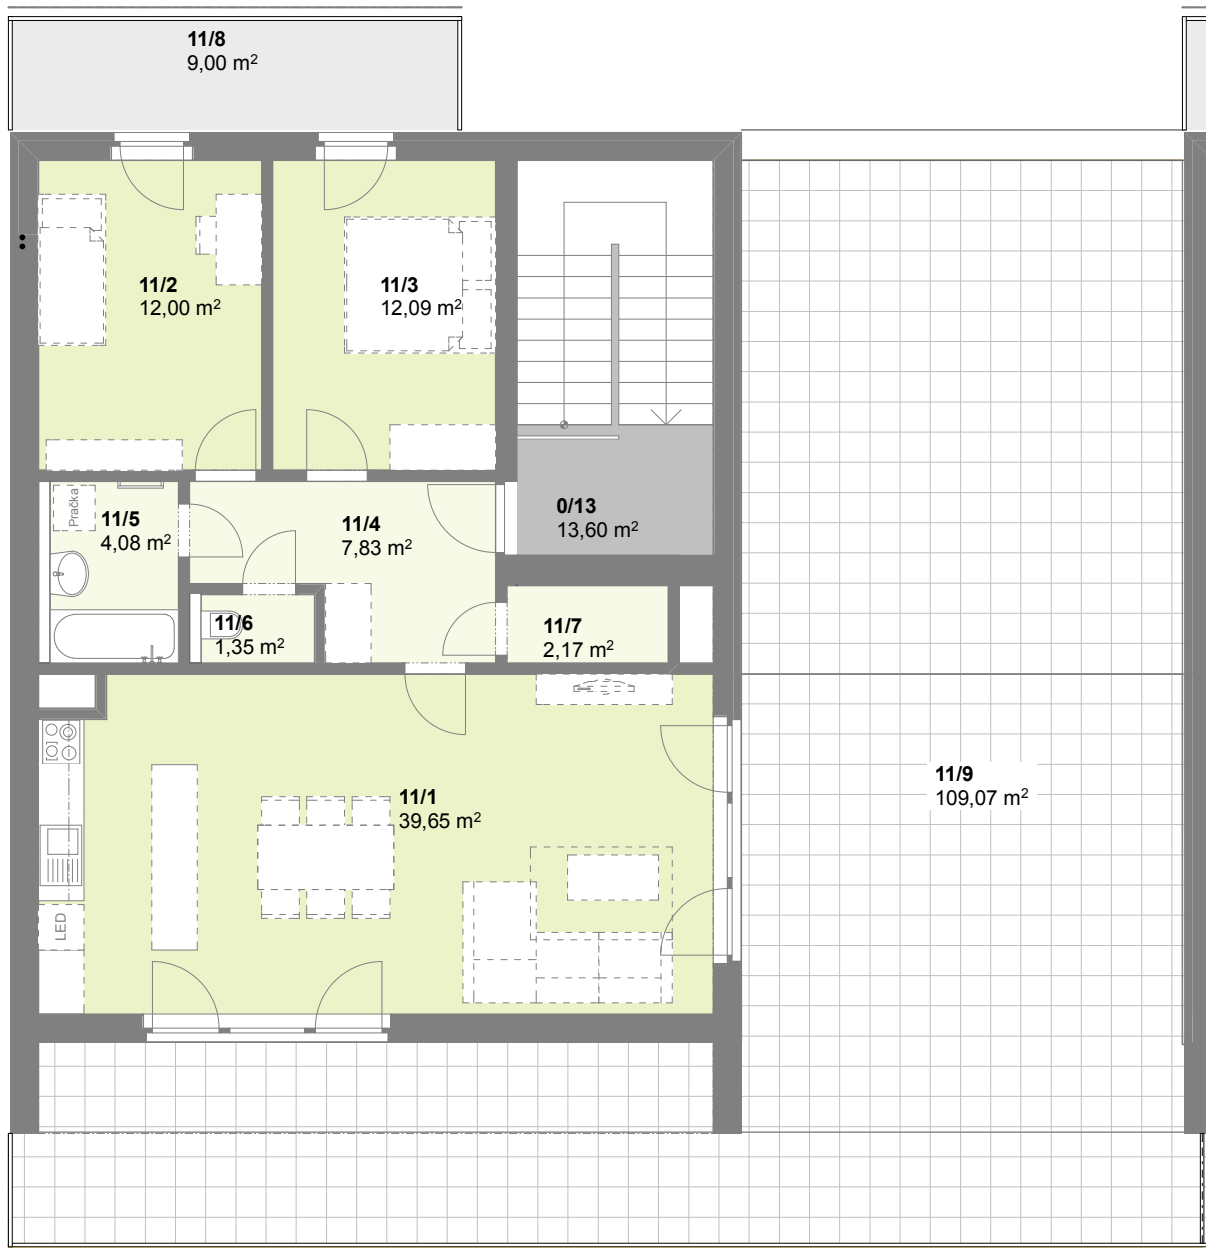 11/8
9,00 m²
11/2
12,00 m²
11/3
12,09 m²
Pračka
11/5
4,08 m²
11/4
7,83 m²
0/13
13,60 m²
11/6
1,35 m²
11/7
2,17 m²
11/1
39,65 m²
11/9
109,07 m²
LED